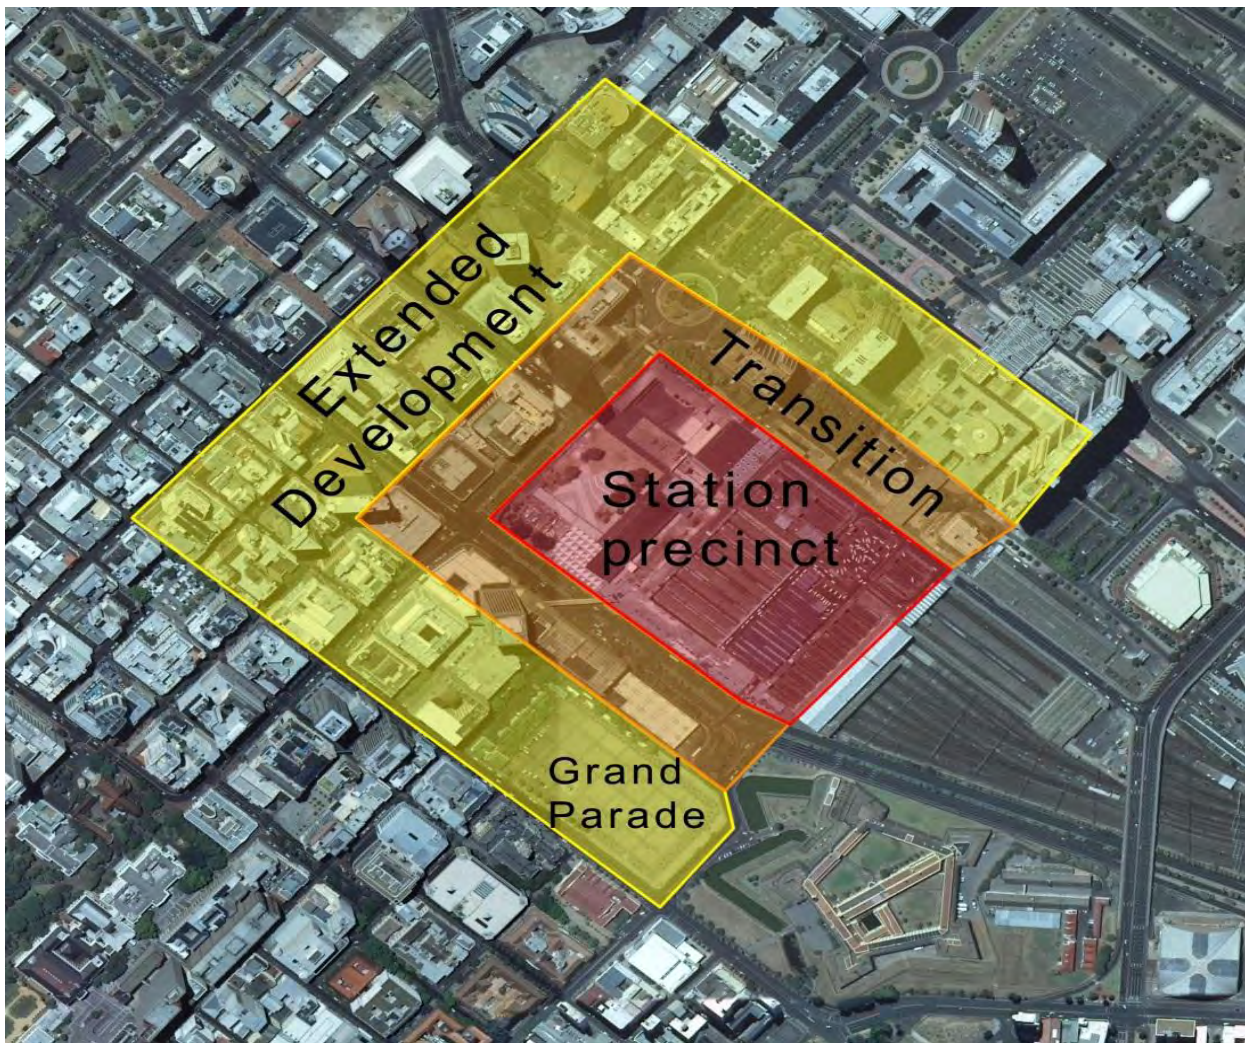 Extended
Development
Transition
Station
precinct
Grand
Parade